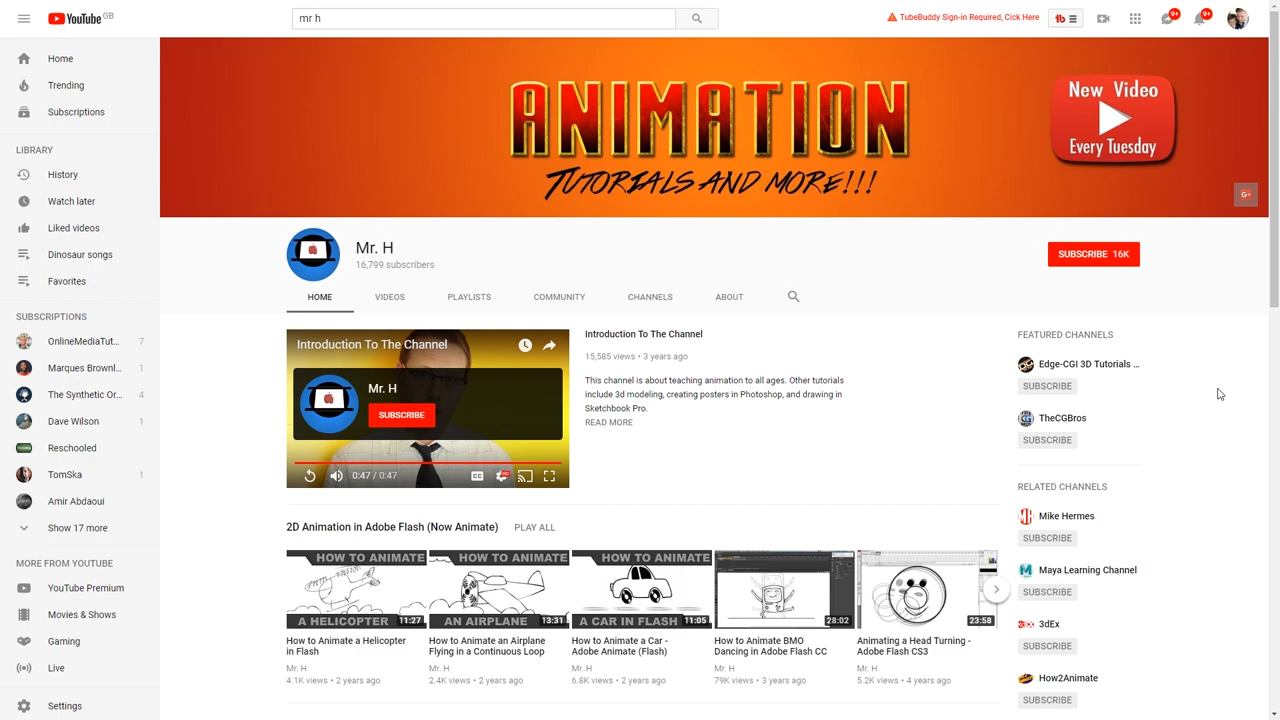 YouTube GB
mr h
TubeBuddy Sign-in Required, Click Here
tb
9+
9+
Home
Trending
Subscriptions
LIBRARY
History
Watch later
Liked videos
Dinosaur songs
Favorites
SUBSCRIPTIONS
OnlineMediaTut... 7
Marques Brownl... 1
The Synthetic Or... 4
Dave Wilson 1
Reschooled
TomSka 1
Amir Abdaoui
Show 17 more
MORE FROM YOUTUBE
YouTube Premium
Movies & Shows
Gaming
Live
Settings
ANIMATION
TUTORIALS AND MORE!!!
New Video
Every Tuesday
G+
Mr. H
16,799 subscribers
SUBSCRIBE 16K
HOME VIDEOS PLAYLISTS COMMUNITY CHANNELS ABOUT
Introduction To The Channel
Mr. H
SUBSCRIBE
0:47 / 0:47
CC
HD
Introduction To The Channel
15,585 views • 3 years ago
This channel is about teaching animation to all ages. Other tutorials
include 3d modeling, creating posters in Photoshop, and drawing in
Sketchbook Pro.
READ MORE
2D Animation in Adobe Flash (Now Animate) PLAY ALL
HOW TO ANIMATE
A HELICOPTER
11:27
How to Animate a Helicopter
in Flash
Mr. H
4.1K views • 2 years ago
HOW TO ANIMATE
AN AIRPLANE
13:31
How to Animate an Airplane
Flying in a Continuous Loop
Mr. H
2.4K views • 2 years ago
HOW TO ANIMATE
A CAR IN FLASH
11:05
How to Animate a Car -
Adobe Animate (Flash)
Mr. H
6.8K views • 2 years ago
28:02
How to Animate BMO
Dancing in Adobe Flash CC
Mr. H
79K views • 3 years ago
23:58
Animating a Head Turning -
Adobe Flash CS3
Mr. H
5.2K views • 4 years ago
FEATURED CHANNELS
Edge-CGI 3D Tutorials ...
SUBSCRIBE
TheCGBros
SUBSCRIBE
RELATED CHANNELS
Mike Hermes
SUBSCRIBE
Maya Learning Channel
SUBSCRIBE
3dEx
SUBSCRIBE
How2Animate
SUBSCRIBE